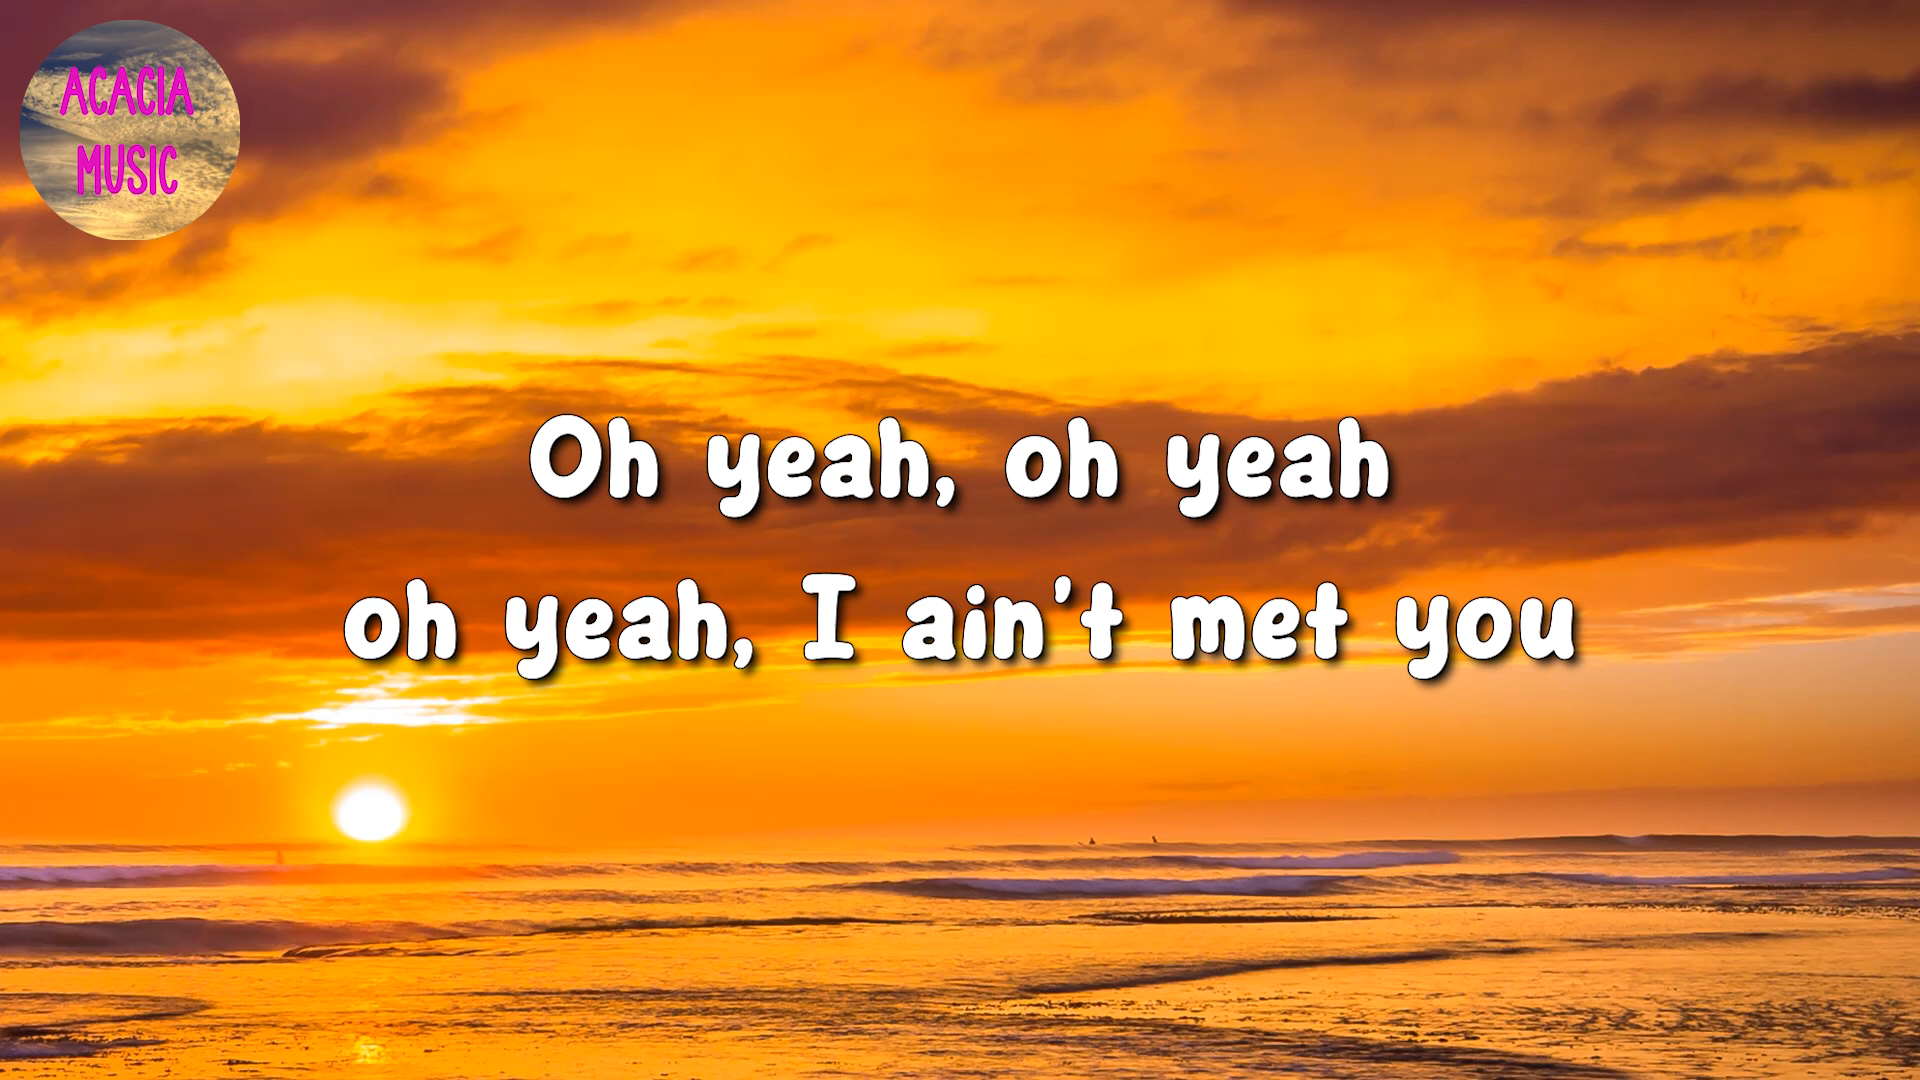 ACACIA
MUSIC
Oh yeah, oh yeah
oh yeah, I ain't met you